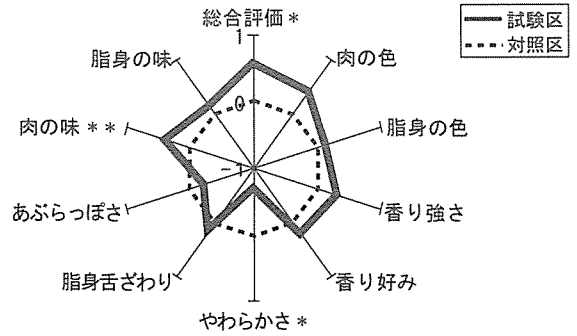 総合評価*
1
試験区
対照区
脂身の味
肉の色
0
肉の味**
脂身の色
-1
あぶらっぽさ
香り強さ
脂身舌ざわり
香り好み
やわらかさ*